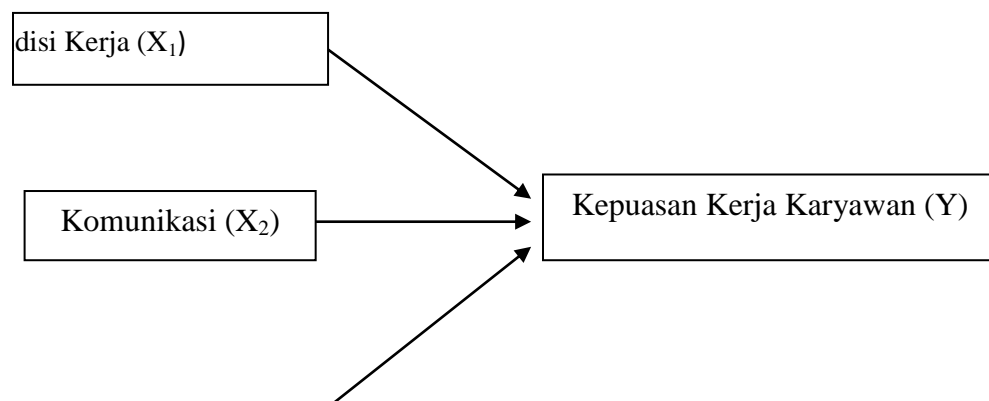 disi Kerja (X₁)
Komunikasi (X₂)
Kepuasan Kerja Karyawan (Y)